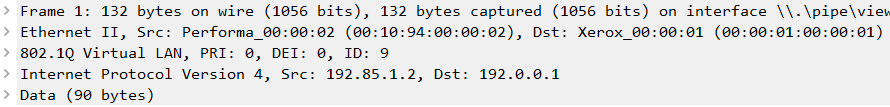 Frame 1: 132 bytes on wire (1056 bits), 132 bytes captured (1056 bits) on interface \\.\pipe\view
Ethernet II, Src: Performa_00:00:02 (00:10:94:00:00:02), Dst: Xerox_00:00:01 (00:00:01:00:00:01)
802.1Q Virtual LAN, PRI: 0, DEI: 0, ID: 9
Internet Protocol Version 4, Src: 192.85.1.2, Dst: 192.0.0.1
Data (90 bytes)